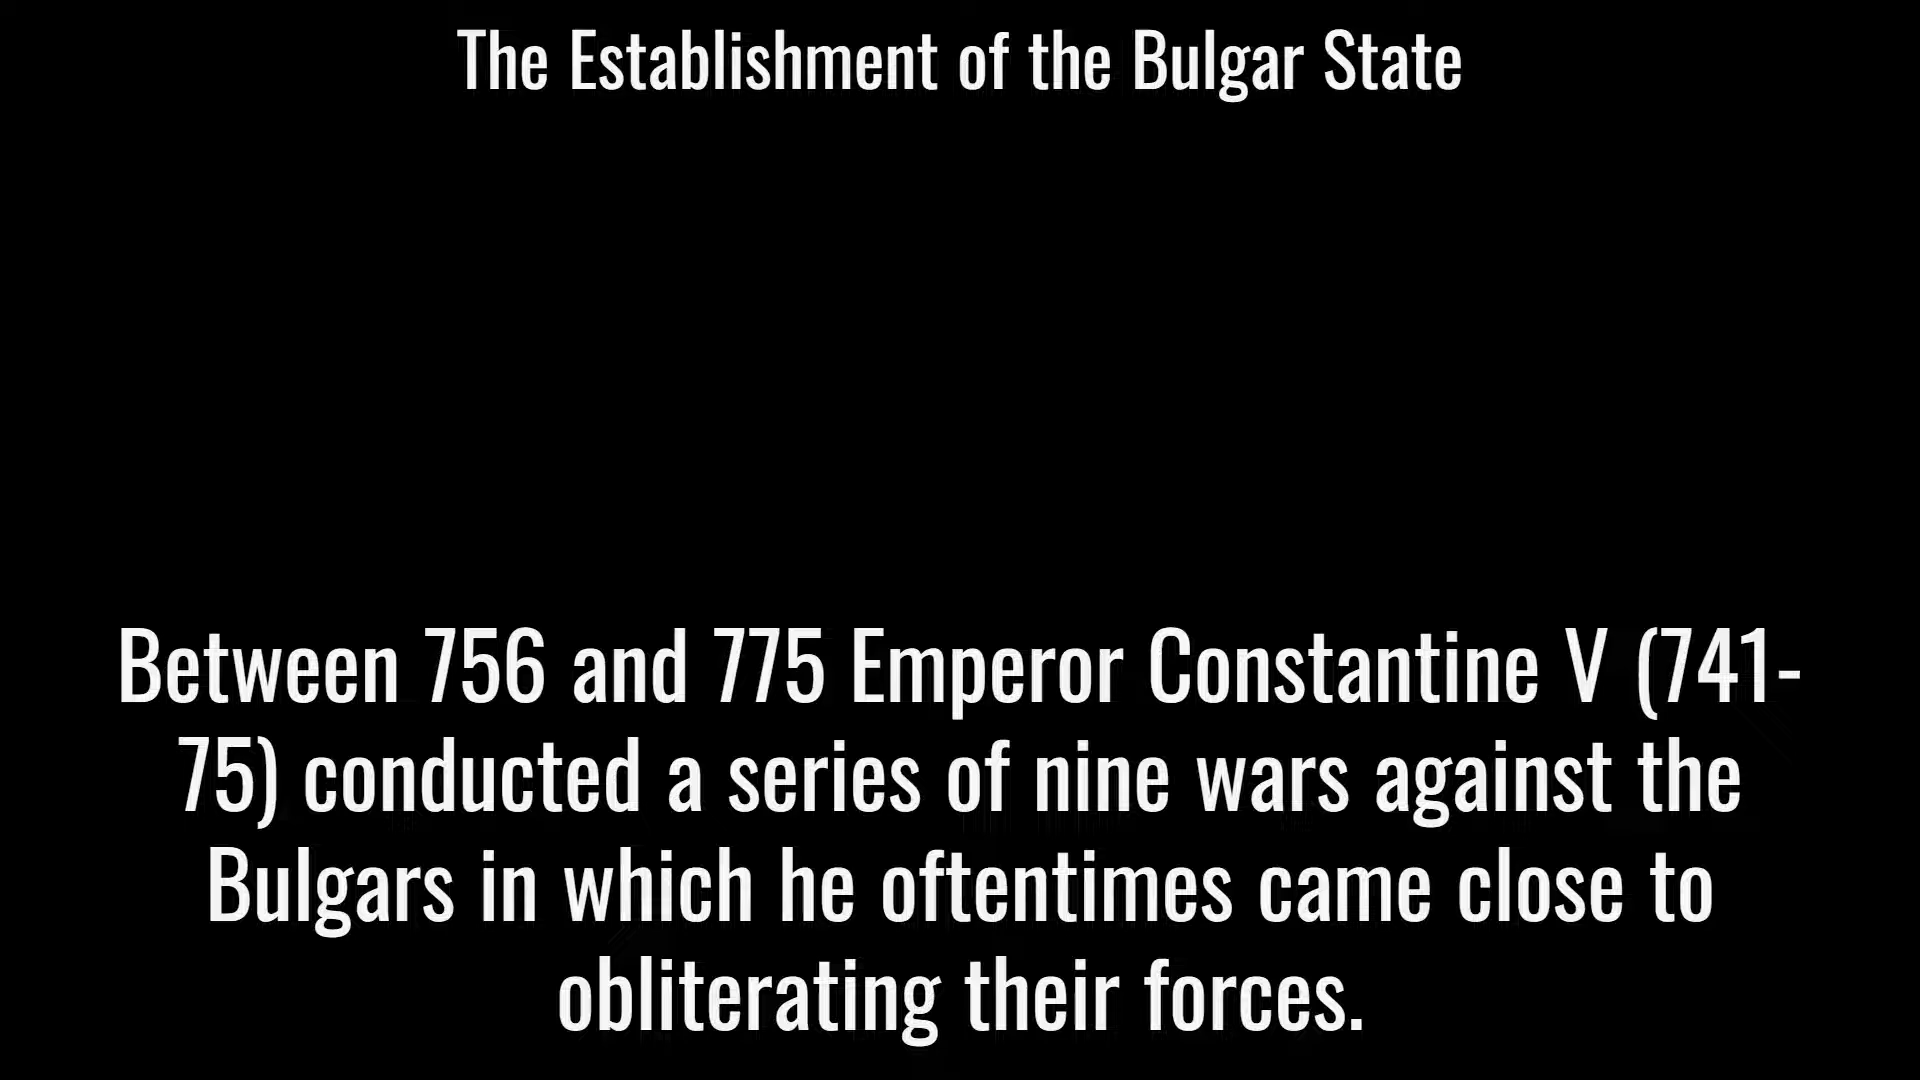 The Establishment of the Bulgar State
Between 756 and 775 Emperor Constantine V (741-
75) conducted a series of nine wars against the
Bulgars in which he oftentimes came close to
obliterating their forces.